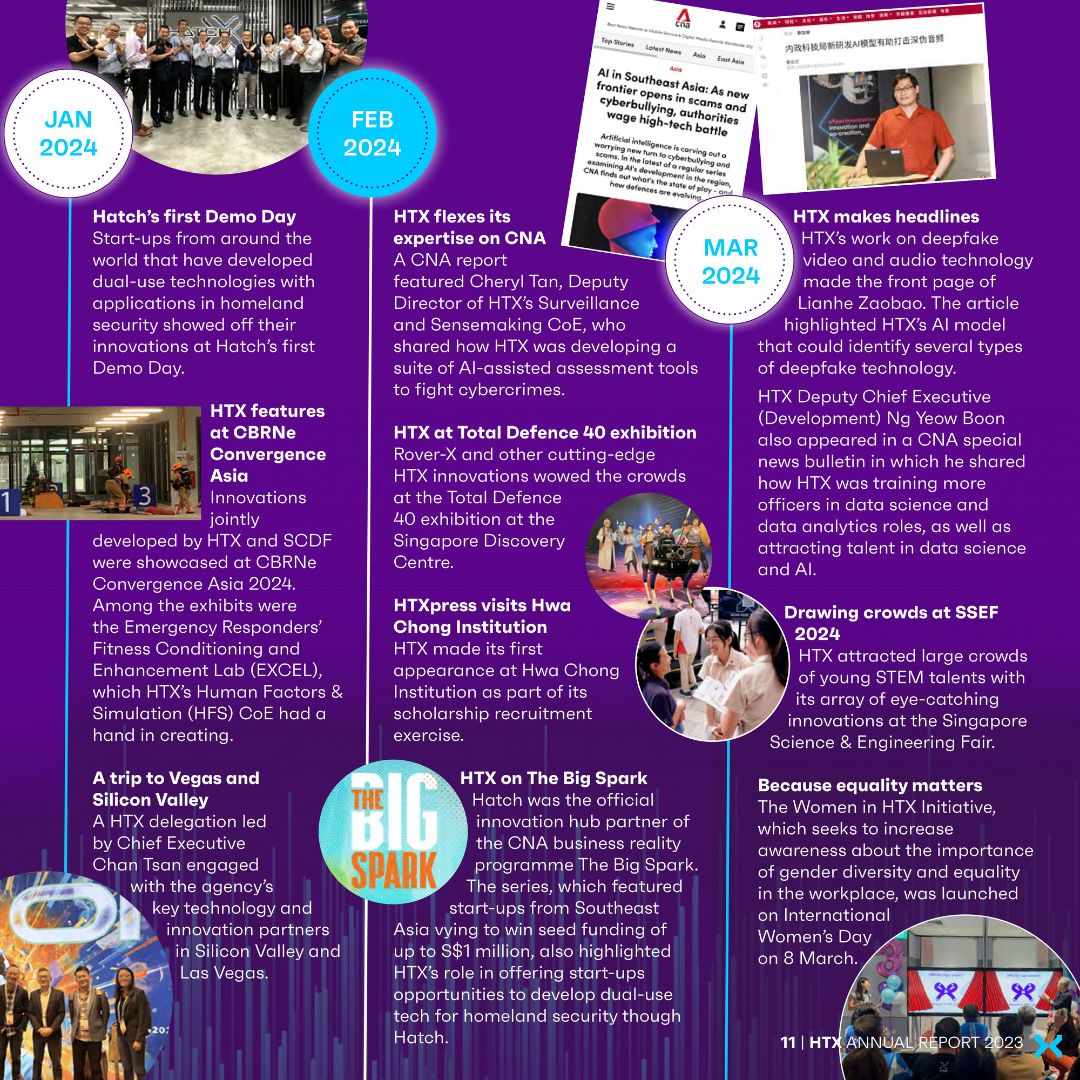 HATCH
JAN
2024
Hatch's first Demo Day
Start-ups from around the
world that have developed
dual-use technologies with
applications in homeland
security showed off their
innovations at Hatch's first
Demo Day.
1
3
HTX features
at CBRNe
Convergence
Asia
Innovations
jointly
developed by HTX and SCDF
were showcased at CBRNe
Convergence Asia 2024.
Among the exhibits were
the Emergency Responders'
Fitness Conditioning and
Enhancement Lab (EXCEL),
which HTX's Human Factors &
Simulation (HFS) CoE had a
hand in creating.
A trip to Vegas and
Silicon Valley
A HTX delegation led
by Chief Executive
Chan Tsan engaged
with the agency's
key technology and
innovation partners
in Silicon Valley and
Las Vegas.
FEB
2024
HTX flexes its
expertise on CNA
A CNA report
featured Cheryl Tan, Deputy
Director of HTX's Surveillance
and Sensemaking CoE, who
shared how HTX was developing a
suite of AI-assisted assessment tools
to fight cybercrimes.
HTX at Total Defence 40 exhibition
Rover-X and other cutting-edge
HTX innovations wowed the crowds
at the Total Defence
40 exhibition at the
Singapore Discovery
Centre.
HTXpress visits Hwa
Chong Institution
HTX made its first
appearance at Hwa Chong
Institution as part of its
scholarship recruitment
exercise.
THE
BIG
SPARK
HTX on The Big Spark
Hatch was the official
innovation hub partner of
the CNA business reality
programme The Big Spark.
The series, which featured
start-ups from Southeast
Asia vying to win seed funding of
up to S$1 million, also highlighted
HTX's role in offering start-ups
opportunities to develop dual-use
tech for homeland security though
Hatch.
cna
Best News Website or Mobile Service • Digital Media Awards Worldwide
Top Stories
Latest News
Asia
East Asia
Asia
AI in Southeast Asia: As new
frontier opens in scams and
cyberbullying, authorities
wage high-tech battle
Artificial intelligence is carving out a
worrying new turn to cyberbullying and
scams. In the latest of a regular series
examining AI's development in the region,
CNA finds out what's the state of play - and
how defences are evolving.
内政科技局新研发AI模型有助打击深伪音频
innovation and
co-creation_
MAR
2024
HTX makes headlines
HTX's work on deepfake
video and audio technology
made the front page of
Lianhe Zaobao. The article
highlighted HTX's AI model
that could identify several types
of deepfake technology.
HTX Deputy Chief Executive
(Development) Ng Yeow Boon
also appeared in a CNA special
news bulletin in which he shared
how HTX was training more
officers in data science and
data analytics roles, as well as
attracting talent in data science
and AI.
Drawing crowds at SSEF
2024
HTX attracted large crowds
of young STEM talents with
its array of eye-catching
innovations at the Singapore
Science & Engineering Fair.
Because equality matters
The Women in HTX Initiative,
which seeks to increase
awareness about the importance
of gender diversity and equality
in the workplace, was launched
on International
Women's Day
on 8 March.
11 | HTX ANNUAL REPORT 2023